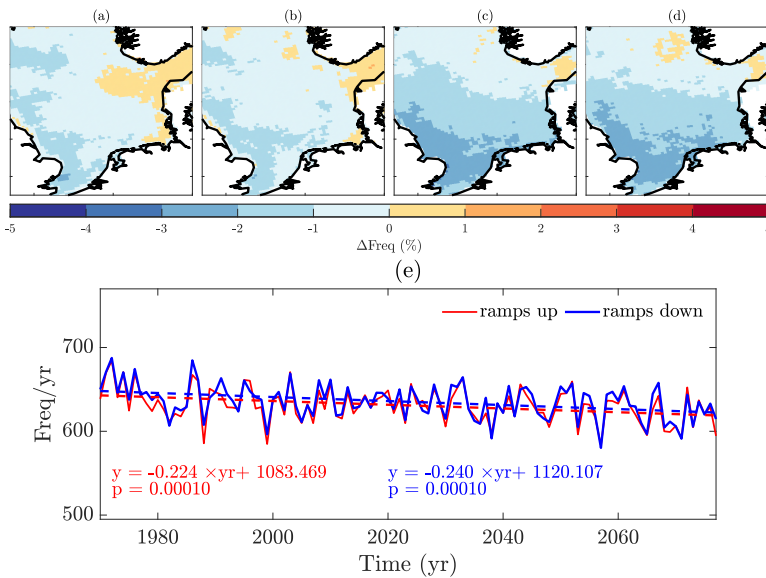 (a) (b) (c) (d)
-5 -4 -3 -2 -1 0 1 2 3 4 5
ΔFreq (%)
(e)
ramps up ramps down
700
600
500
Freq/yr
y = -0.224 ×yr+ 1083.469
p = 0.00010
y = -0.240 ×yr+ 1120.107
p = 0.00010
1980 2000 2020 2040 2060
Time (yr)